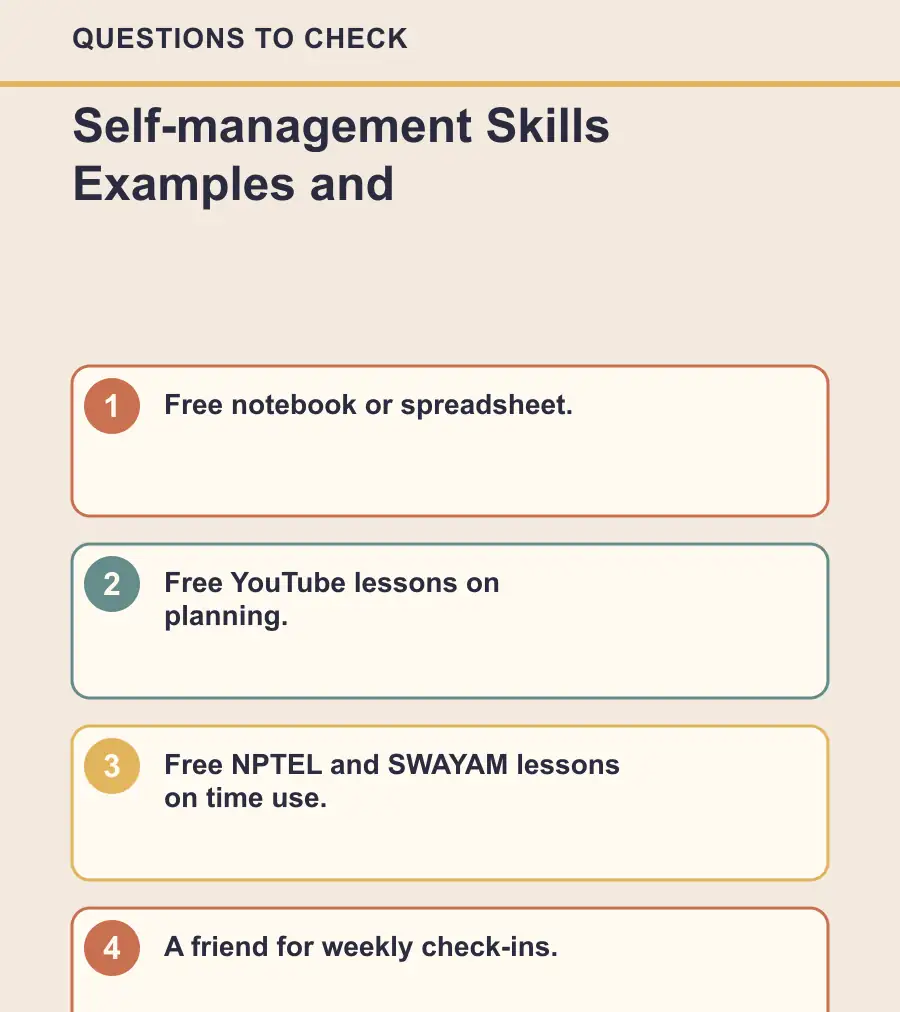 QUESTIONS TO CHECK
Self-management Skills
Examples and
1
Free notebook or spreadsheet.
2
Free YouTube lessons on
planning.
3
Free NPTEL and SWAYAM lessons
on time use.
4
A friend for weekly check-ins.